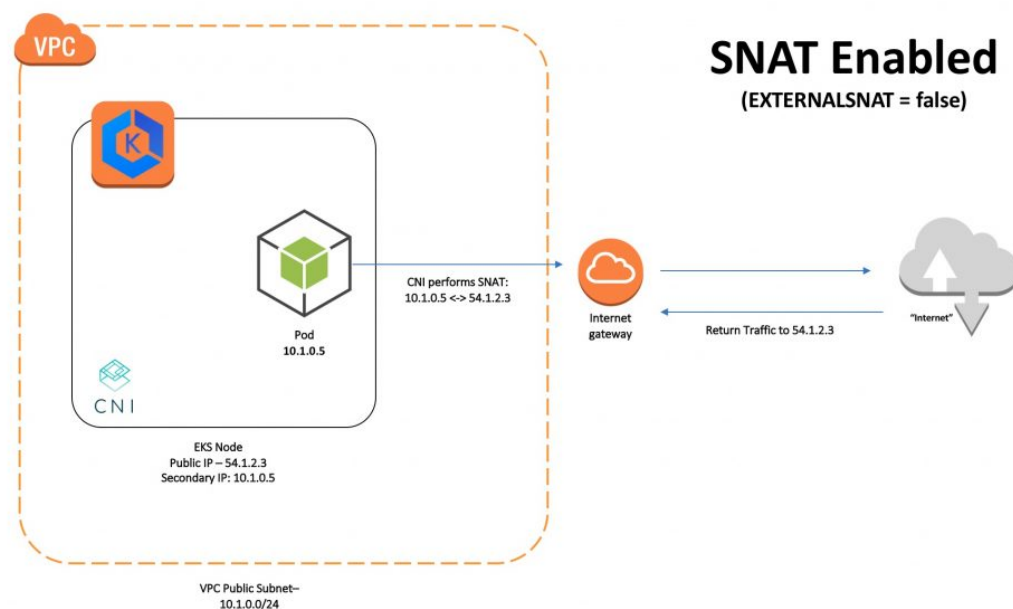 VPC
SNAT Enabled
(EXTERNALSNAT = false)
K
CNI performs SNAT:
10.1.0.5 <-> 54.1.2.3
Pod
10.1.0.5
Internet
gateway
Return Traffic to 54.1.2.3
"Internet"
CNI
EKS Node
Public IP – 54.1.2.3
Secondary IP: 10.1.0.5
VPC Public Subnet–
10.1.0.0/24